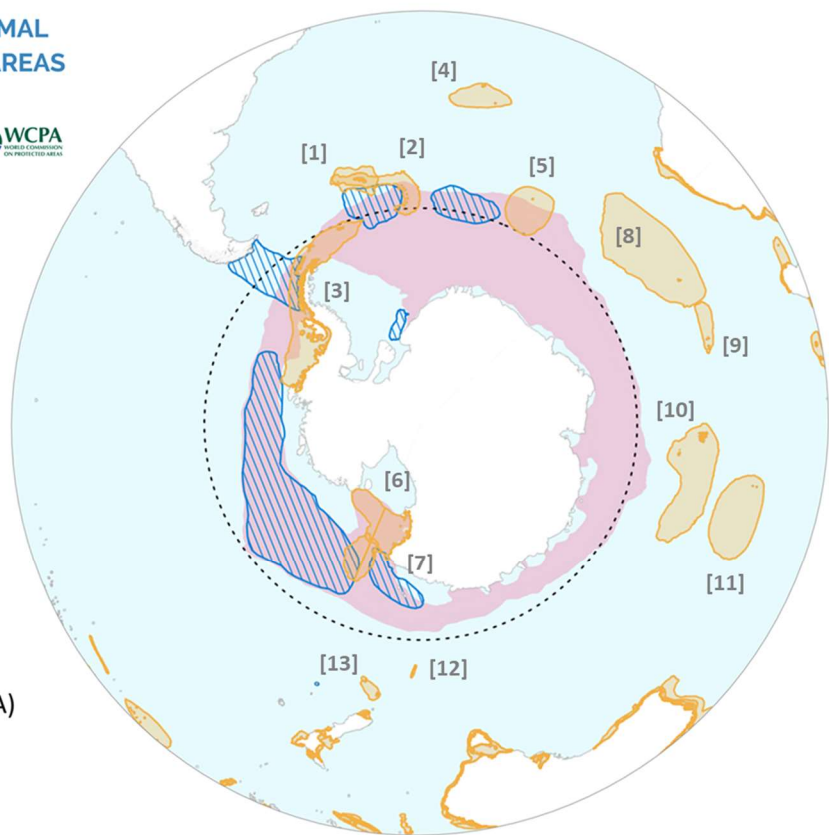 MAL
AREAS
WCPA
WORLD COMMISSION
ON PROTECTED AREAS
[4]
[1]
[2]
[5]
[8]
[3]
[9]
[10]
[6]
[7]
[11]
[13]
[12]
A)